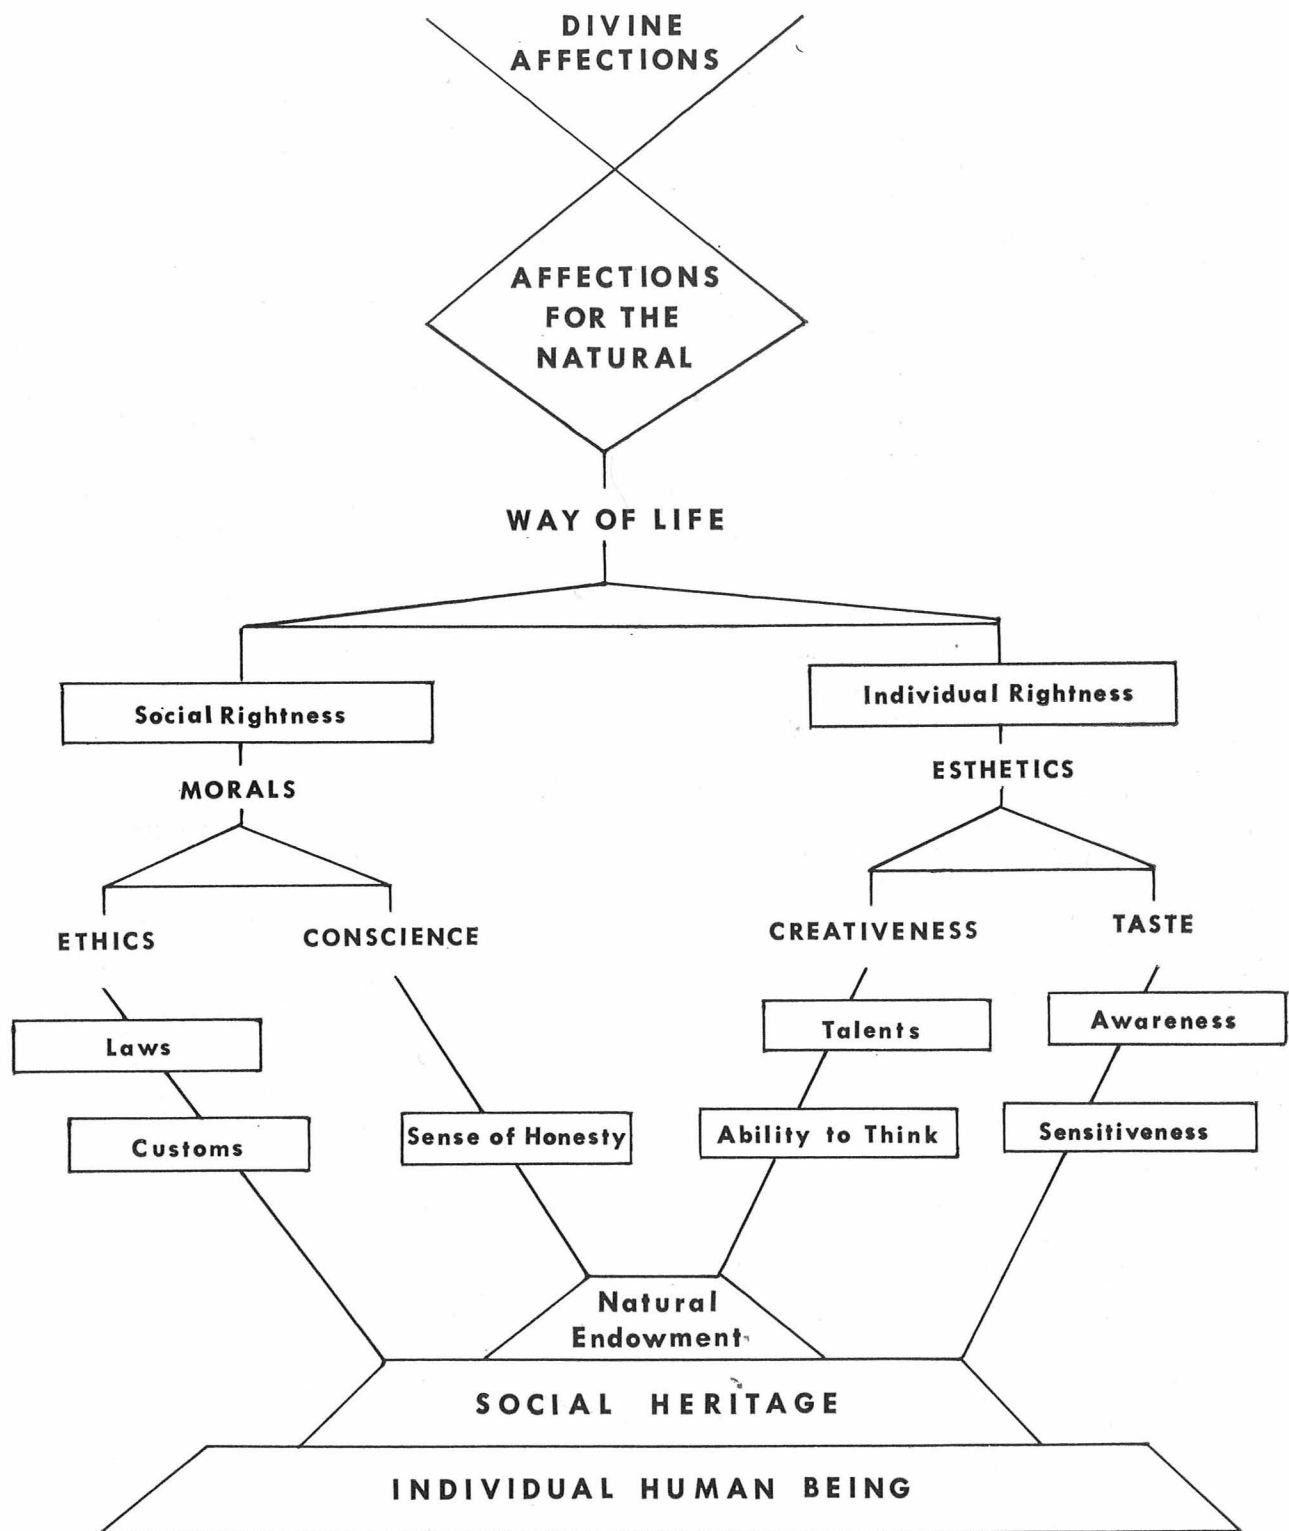 DIVINE
AFFECTIONS
AFFECTIONS
FOR THE
NATURAL
WAY OF LIFE
Social Rightness
Individual Rightness
MORALS
ESTHETICS
ETHICS
CONSCIENCE
CREATIVENESS
TASTE
Laws
Talents
Awareness
Customs
Sense of Honesty
Ability to Think
Sensitiveness
Natural
Endowment
SOCIAL HERITAGE
INDIVIDUAL HUMAN BEING